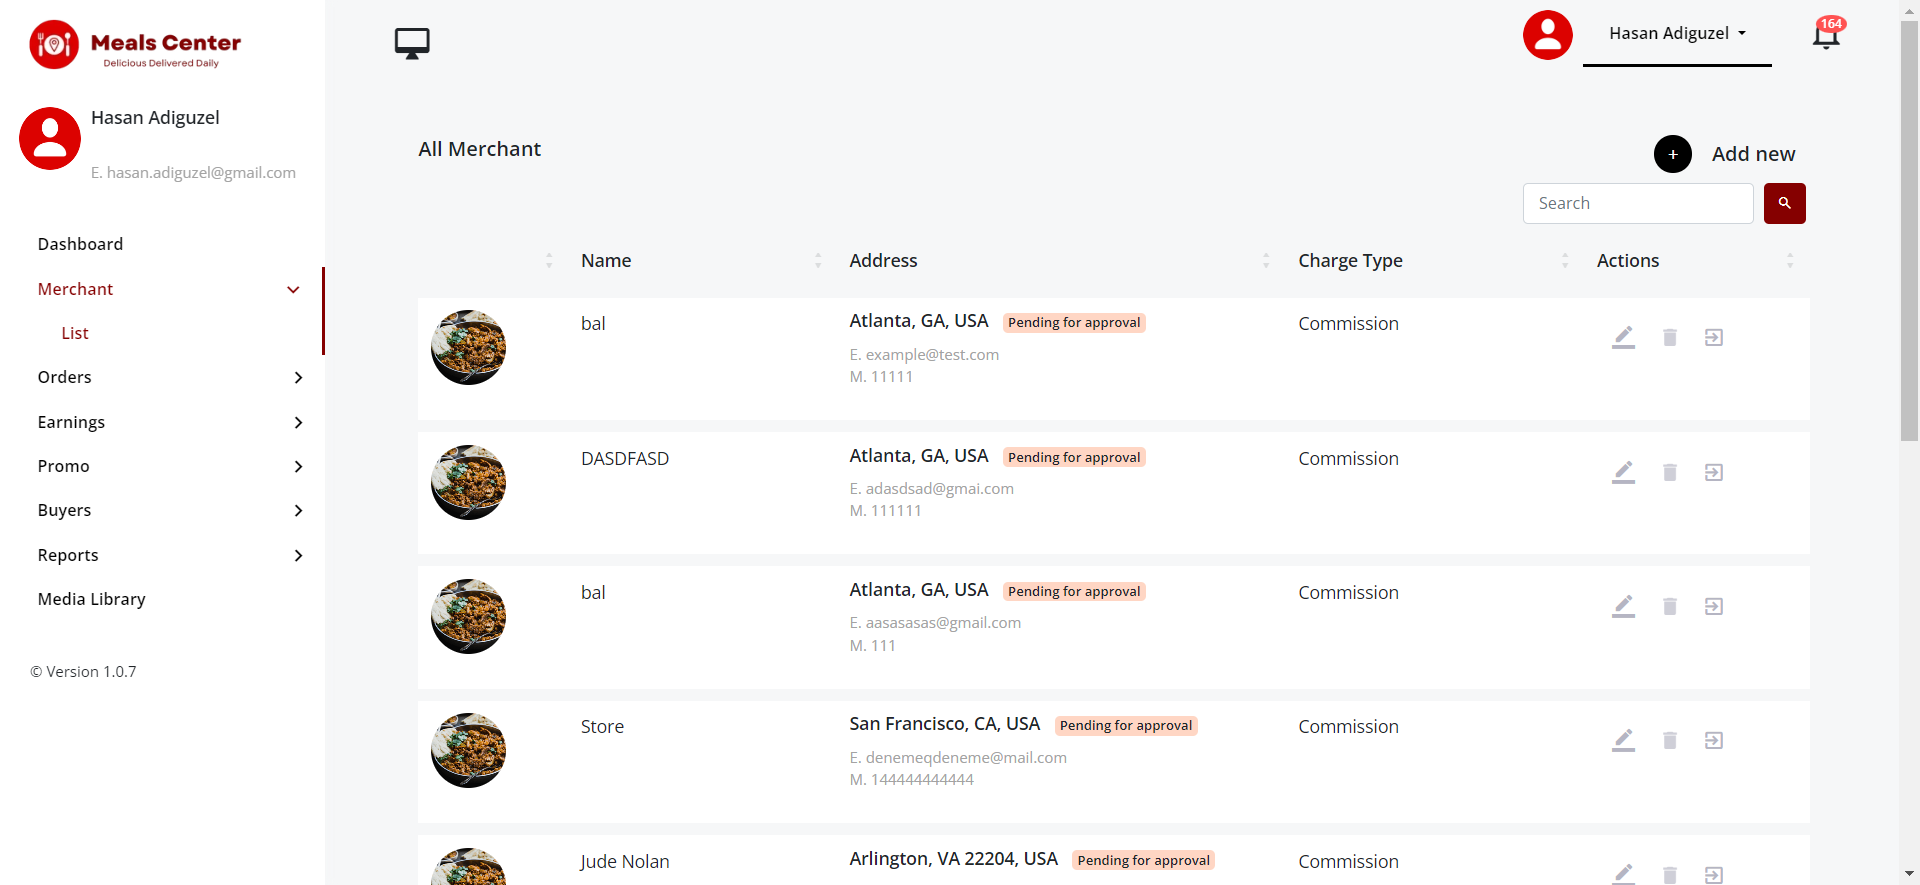 Meals Center
Delicious Delivered Daily
Hasan Adiguzel
E. hasan.adiguzel@gmail.com
Dashboard
Merchant
List
Orders
Earnings
Promo
Buyers
Reports
Media Library
© Version 1.0.7
Hasan Adiguzel
164
All Merchant
+ Add new
Search
Name Address Charge Type Actions
bal Atlanta, GA, USA Pending for approval Commission
E. example@test.com
M. 11111
DASDFASD Atlanta, GA, USA Pending for approval Commission
E. adasdsad@gmai.com
M. 111111
bal Atlanta, GA, USA Pending for approval Commission
E. aasasasas@gmail.com
M. 111
Store San Francisco, CA, USA Pending for approval Commission
E. denemeqdeneme@mail.com
M. 144444444444
Jude Nolan Arlington, VA 22204, USA Pending for approval Commission